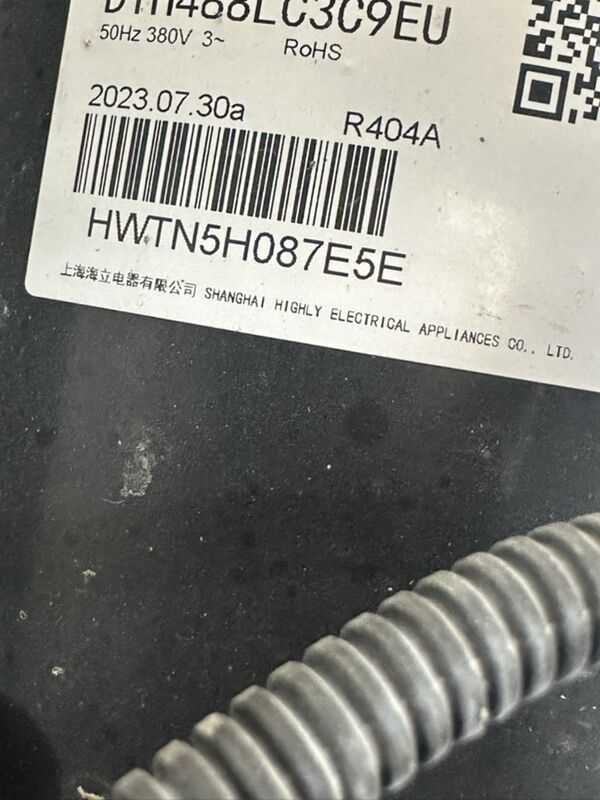 50Hz 380V 3~ RoHS
2023.07.30a R404A
HWTN5H087E5E
上海海立电器有限公司 SHANGHAI HIGHLY ELECTRICAL APPLIANCES CO., LTD.